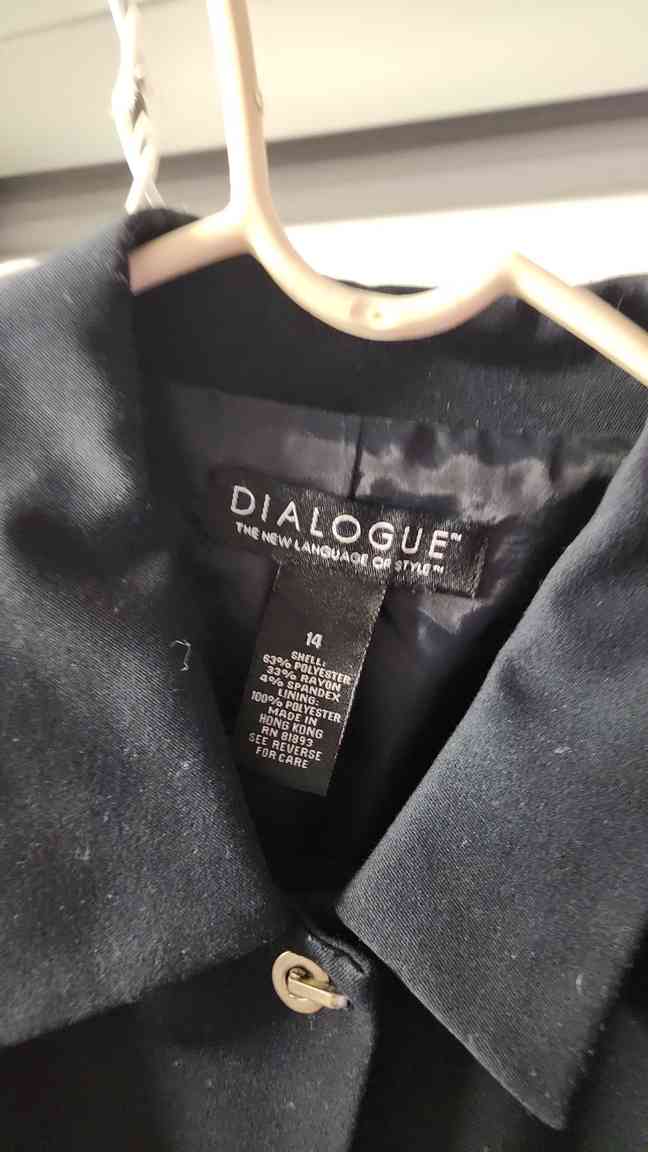 DIALOGUE™
THE NEW LANGUAGE OF STYLE™
14
SHELL:
63% POLYESTER
33% RAYON
4% SPANDEX
LINING:
100% POLYESTER
MADE IN
HONG KONG
RN 81893
SEE REVERSE
FOR CARE